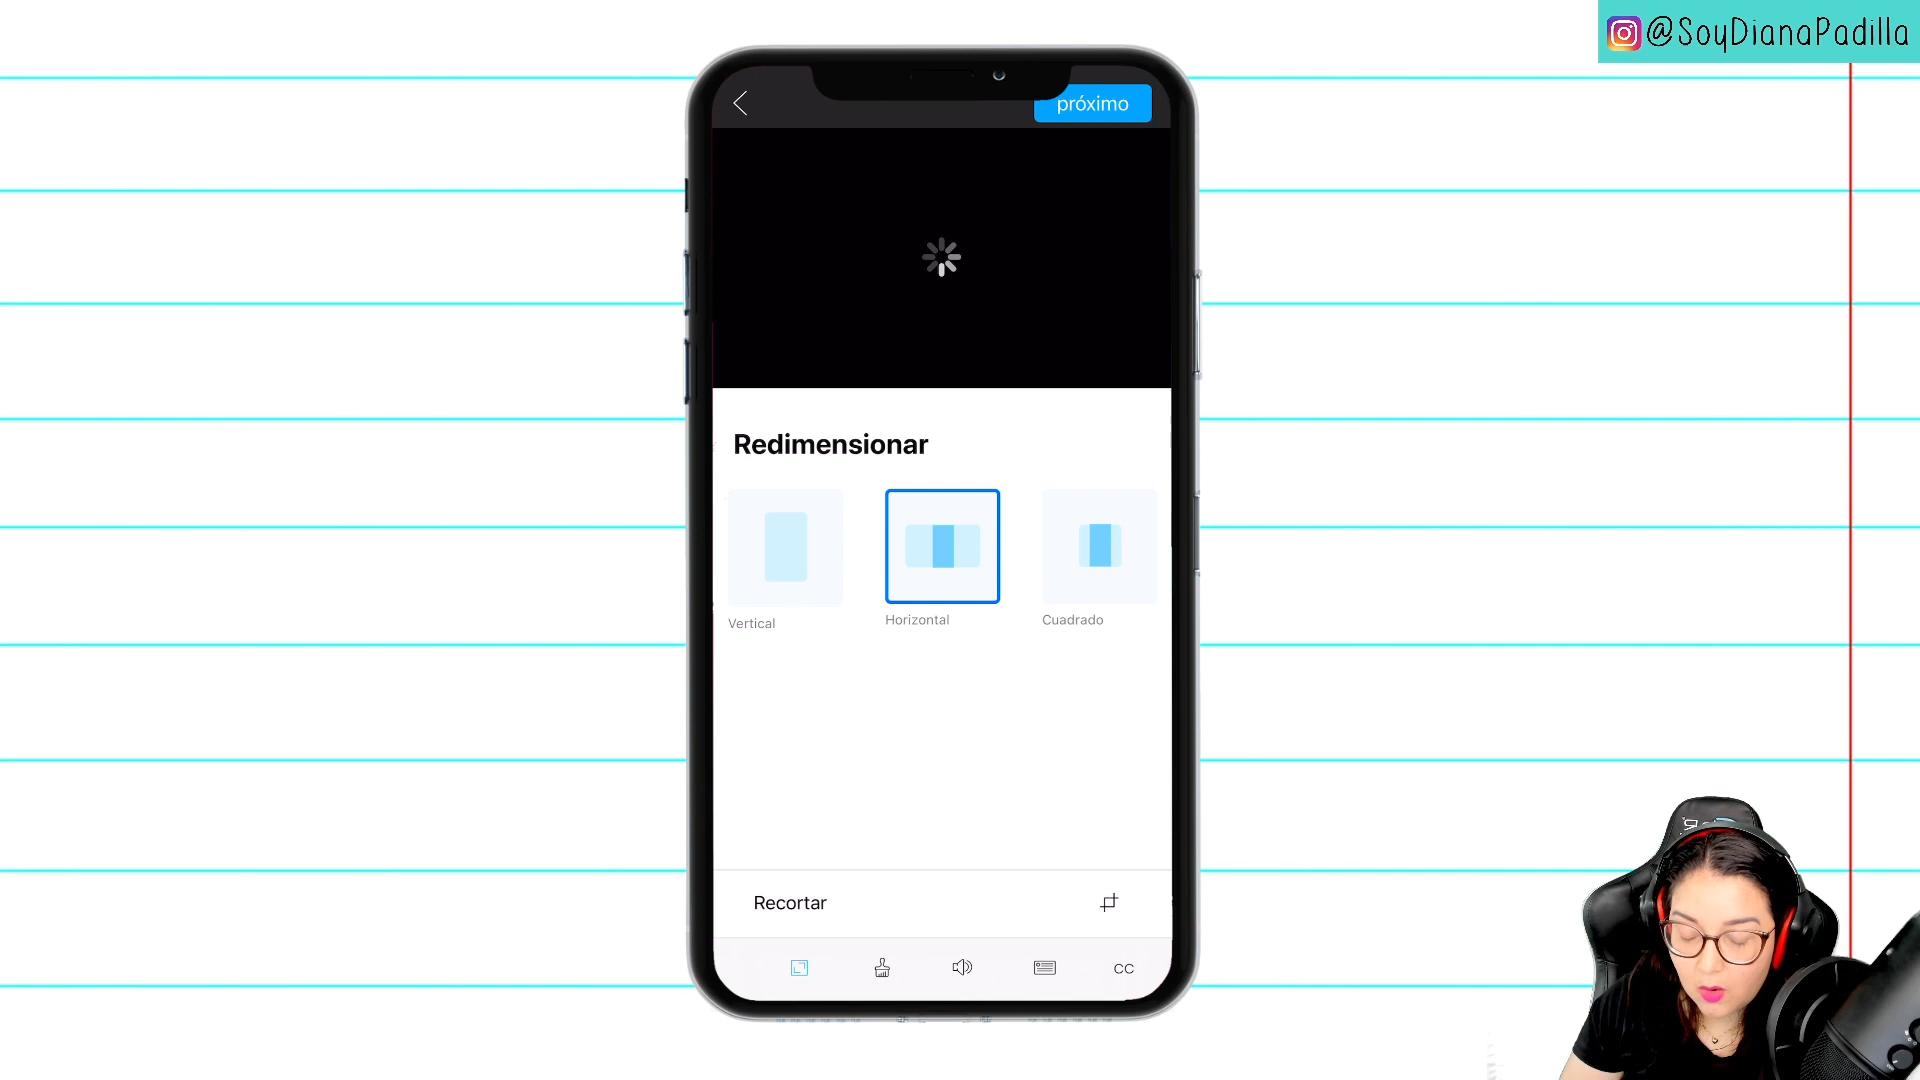 @SoyDianaPadilla
próximo
Redimensionar
Vertical
Horizontal
Cuadrado
Recortar
CC